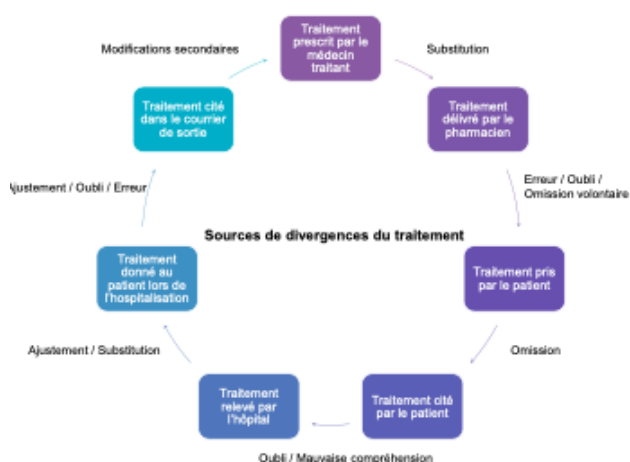 Traitement
prescrit par le
médecin
traitant
Substitution
Traitement
délivré par le
pharmacien
Erreur / Oubli /
Omission volontaire
Traitement pris
par le patient
Omission
Traitement cité
par le patient
Oubli / Mauvaise compréhension
Traitement
relevé par
l'hôpital
Ajustement / Substitution
Traitement
donné au
patient lors de
l'hospitalisation
justement / Oubli / Erreur
Traitement cité
dans le courrier
de sortie
Modifications secondaires
Sources de divergences du traitement